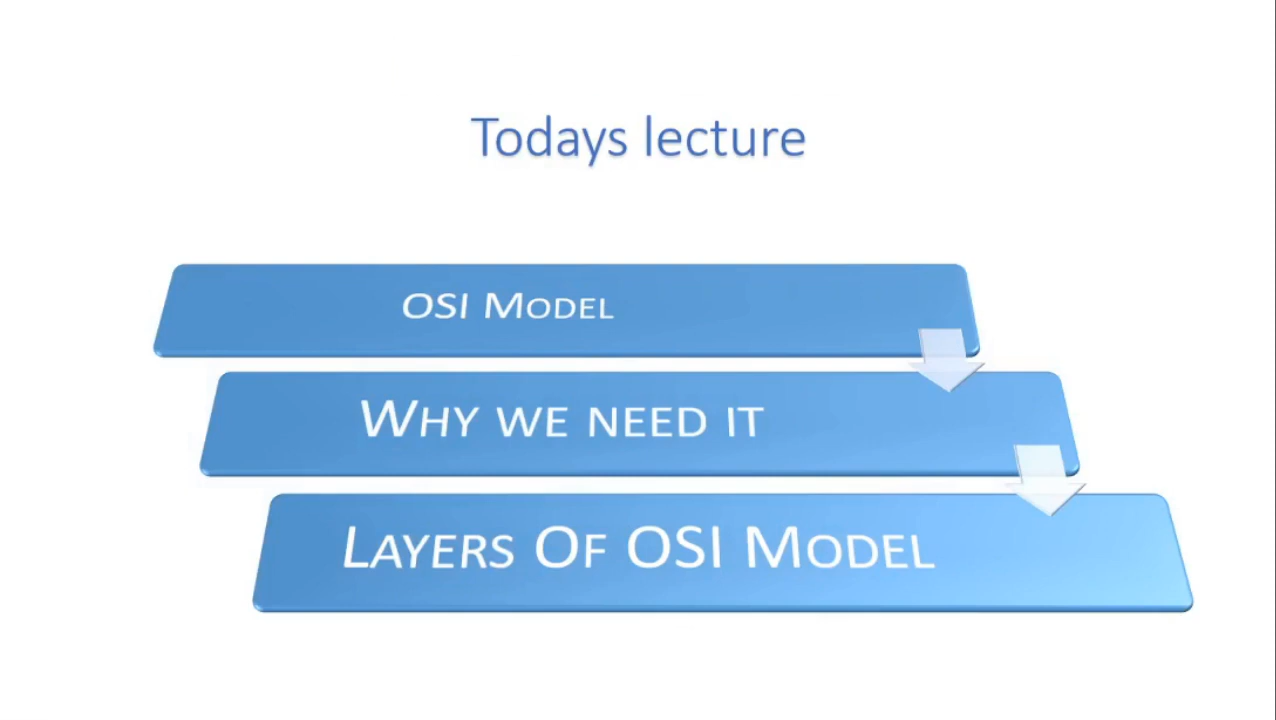 Todays lecture
OSI Model
Why we need it
Layers Of OSI Model